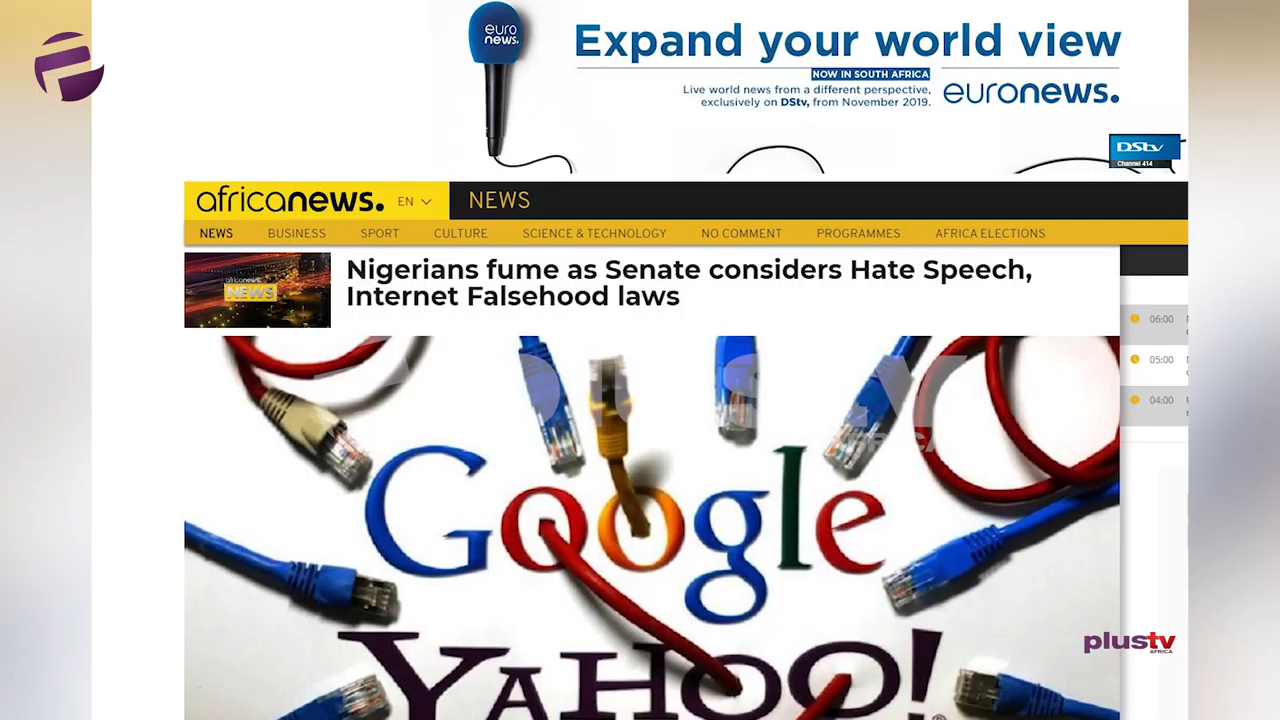 euro
news.
Expand your world view
NOW IN SOUTH AFRICA
Live world news from a different perspective,
exclusively on DStv, from November 2019.
euronews.
DStv
Channel 414
africanews. EN NEWS
NEWS BUSINESS SPORT CULTURE SCIENCE & TECHNOLOGY NO COMMENT PROGRAMMES AFRICA ELECTIONS
africanews.
NEWS
Nigerians fume as Senate considers Hate Speech,
Internet Falsehood laws
06:00
05:00
04:00
Google
YAHOO!
plustv
AFRICA